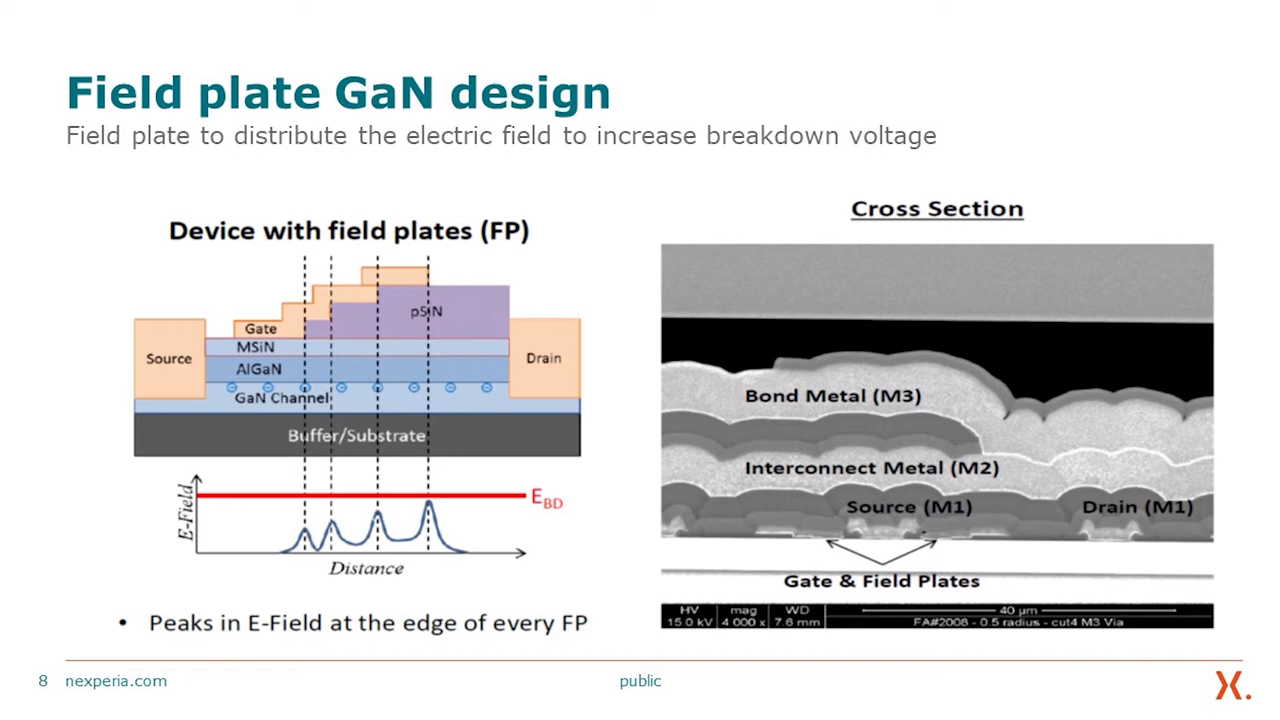 Field plate GaN design
Field plate to distribute the electric field to increase breakdown voltage
Device with field plates (FP)
pSiN
Gate
MSiN
Source
Drain
AlGaN
GaN Channel
Buffer/Substrate
E-Field
EBD
Distance
• Peaks in E-Field at the edge of every FP
Cross Section
Bond Metal (M3)
Interconnect Metal (M2)
Source (M1)
Drain (M1)
Gate & Field Plates
HV mag WD 40 µm
15.0 kV 4 000 x 7.6 mm FA#2008 - 0.5 radius - cut4 M3 Via
8 nexperia.com public